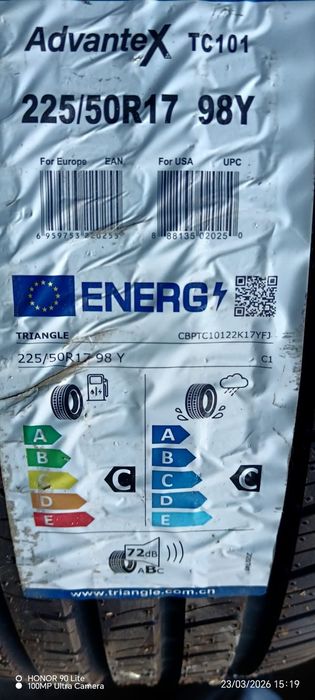 AdvanteX TC101
225/50R17 98Y
For Europe EAN For USA UPC
6 959753 220255 8 88135 02025 0
ENERG
TRIANGLE CBPTC10122K17YFJ
225/50R17 98 Y C1
A A
B B
C C C C
D D
E E
72dB
ABC
www.triangle.com.cn
HONOR 90 Lite
100MP Ultra Camera 23/03/2026 15:19